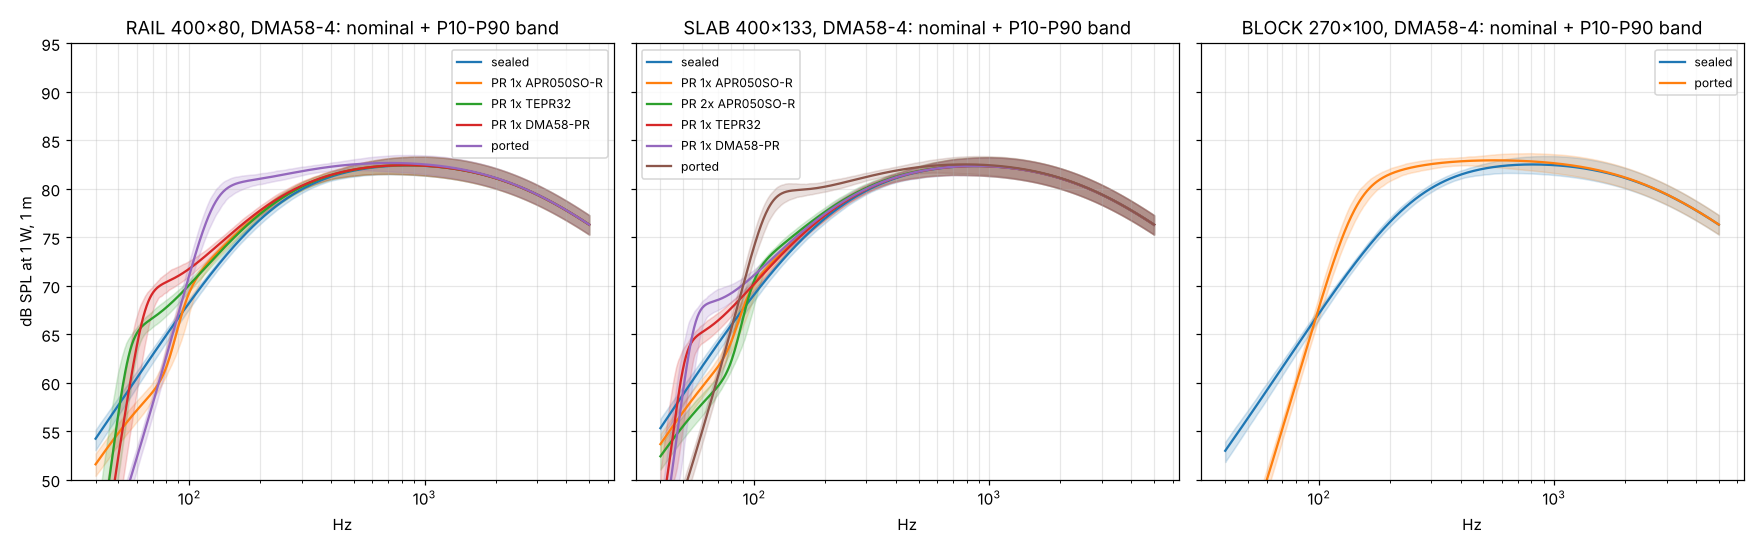 RAIL 400×80, DMA58-4: nominal + P10-P90 band
sealed
PR 1x APR050SO-R
PR 1x TEPR32
PR 1x DMA58-PR
ported
95
90
85
80
75
70
65
60
55
50
dB SPL at 1 W, 1 m
10²
10³
Hz
SLAB 400×133, DMA58-4: nominal + P10-P90 band
sealed
PR 1x APR050SO-R
PR 2x APR050SO-R
PR 1x TEPR32
PR 1x DMA58-PR
ported
10²
10³
Hz
BLOCK 270×100, DMA58-4: nominal + P10-P90 band
sealed
ported
10²
10³
Hz